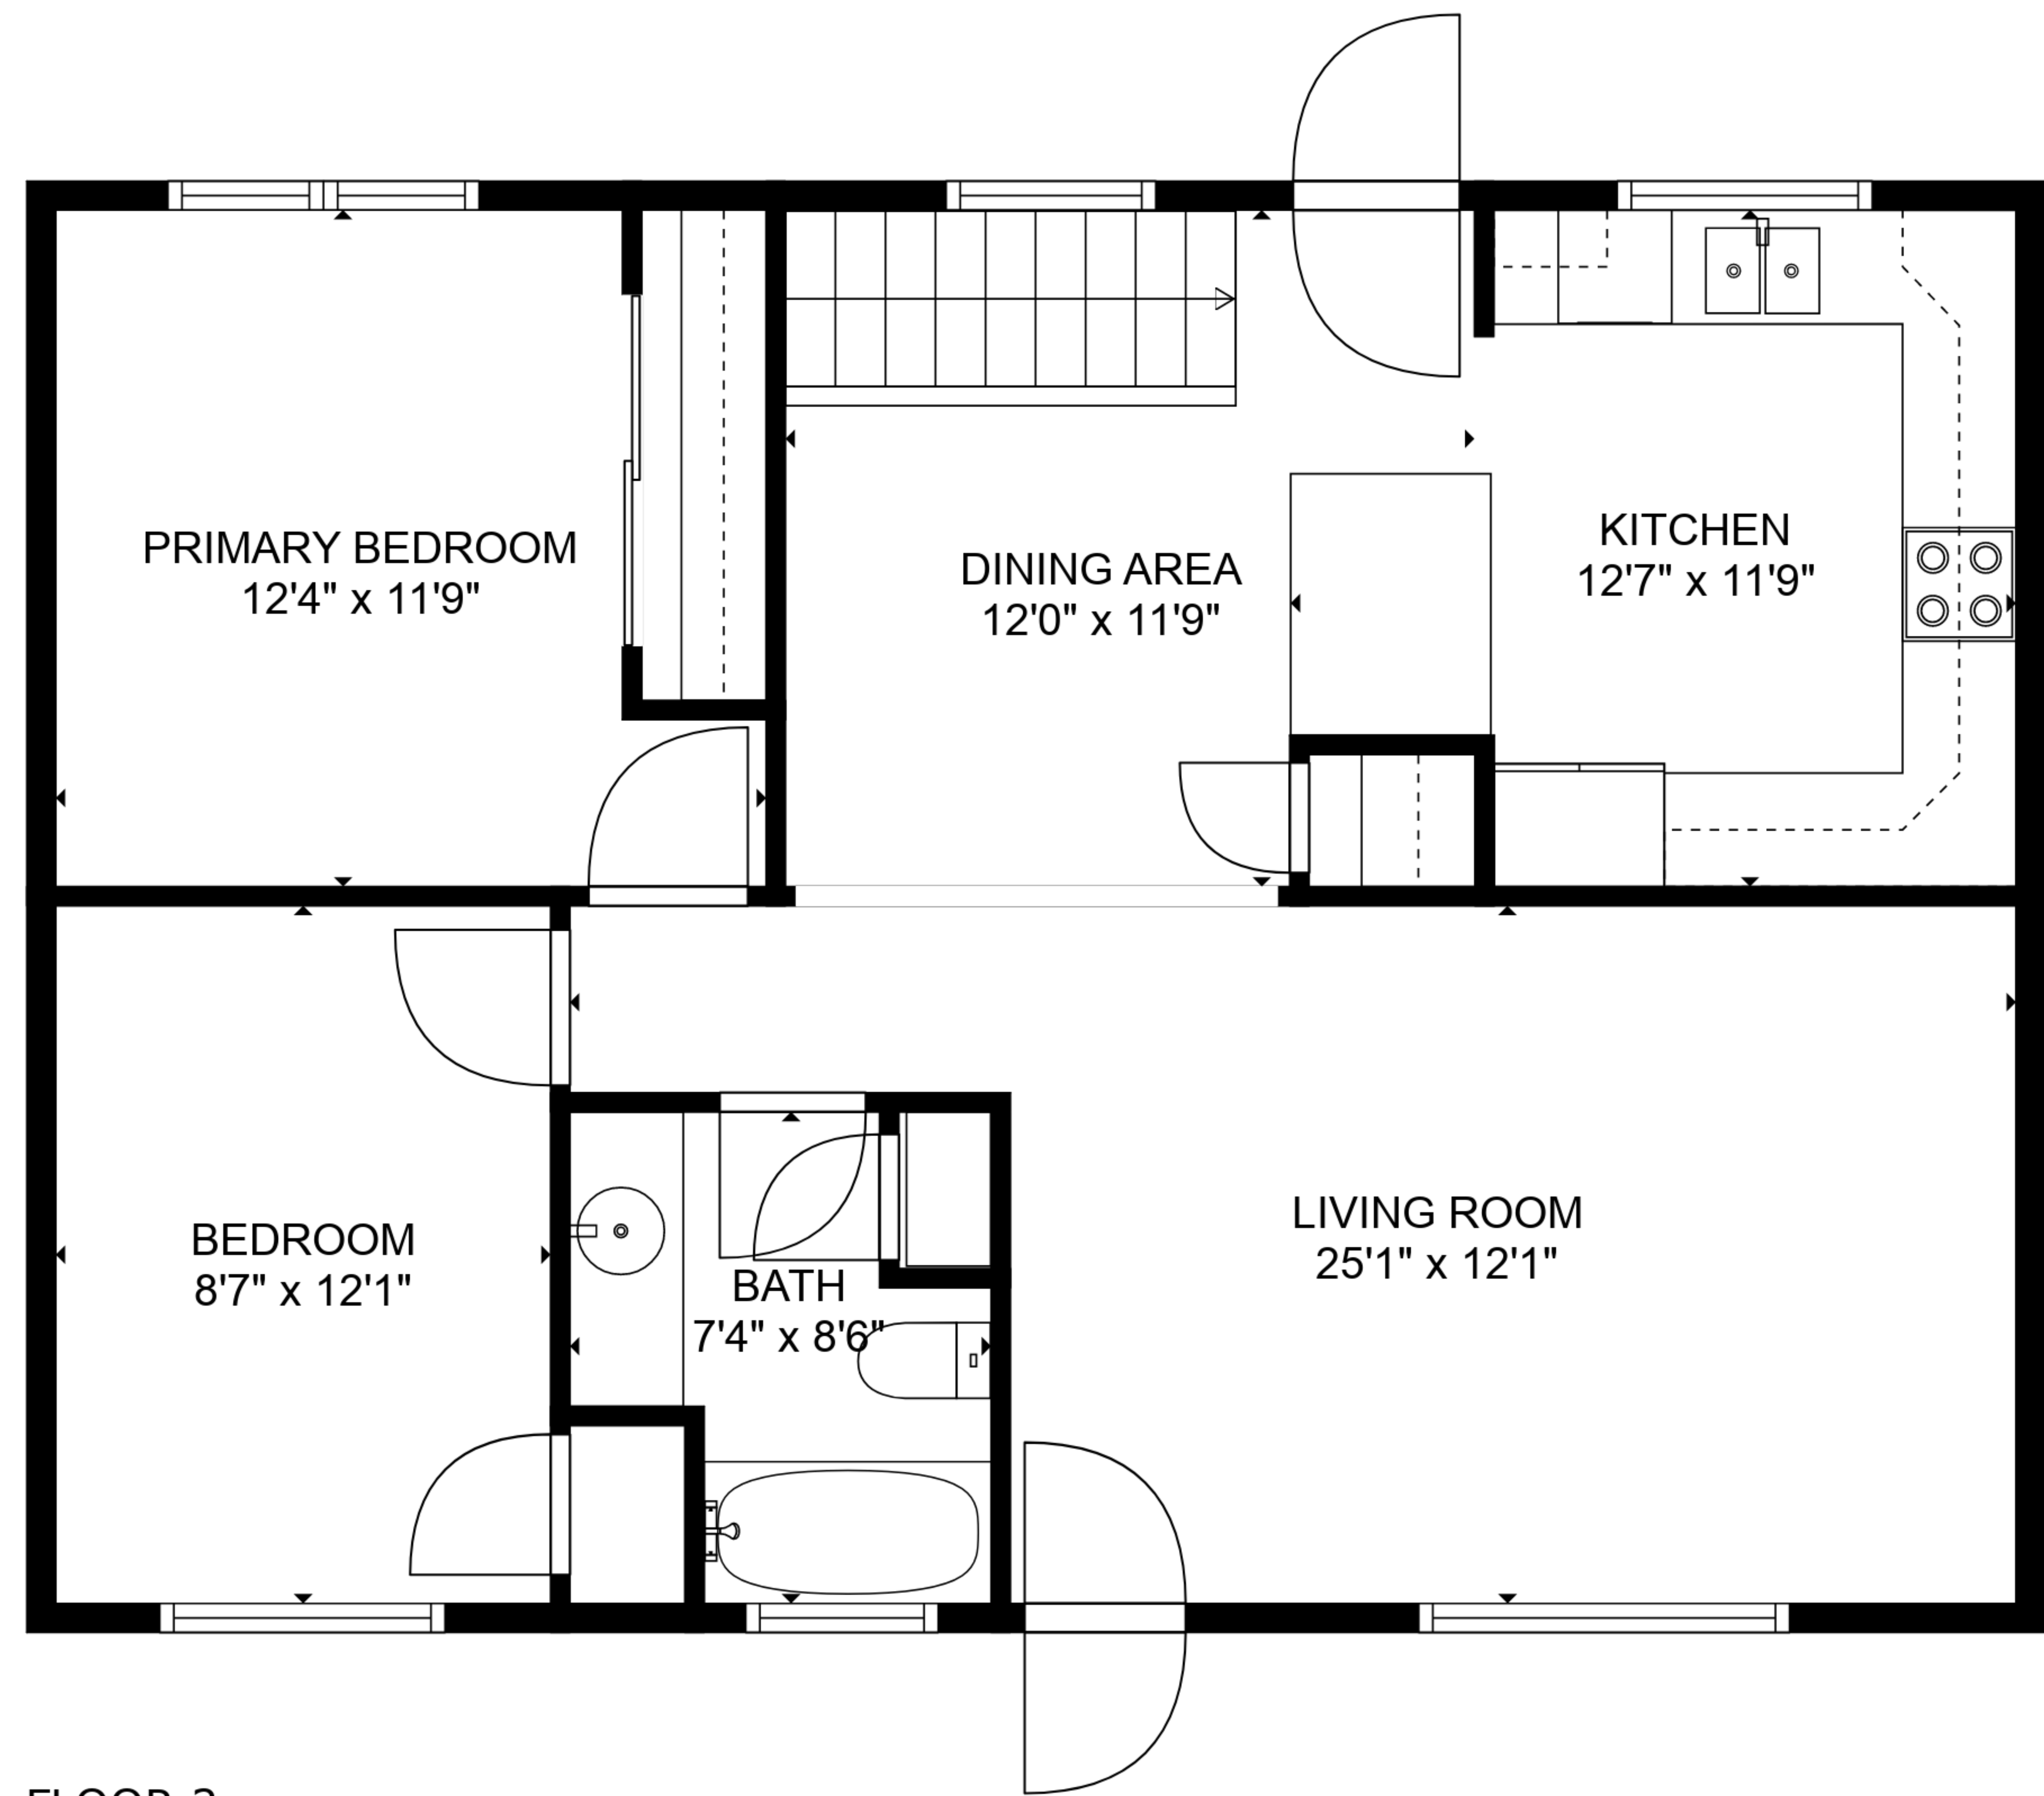 PRIMARY BEDROOM
12'4" x 11'9"
DINING AREA
12'0" x 11'9"
KITCHEN
12'7" x 11'9"
BEDROOM
8'7" x 12'1"
BATH
7'4" x 8'6"
LIVING ROOM
25'1" x 12'1"
FLOOR